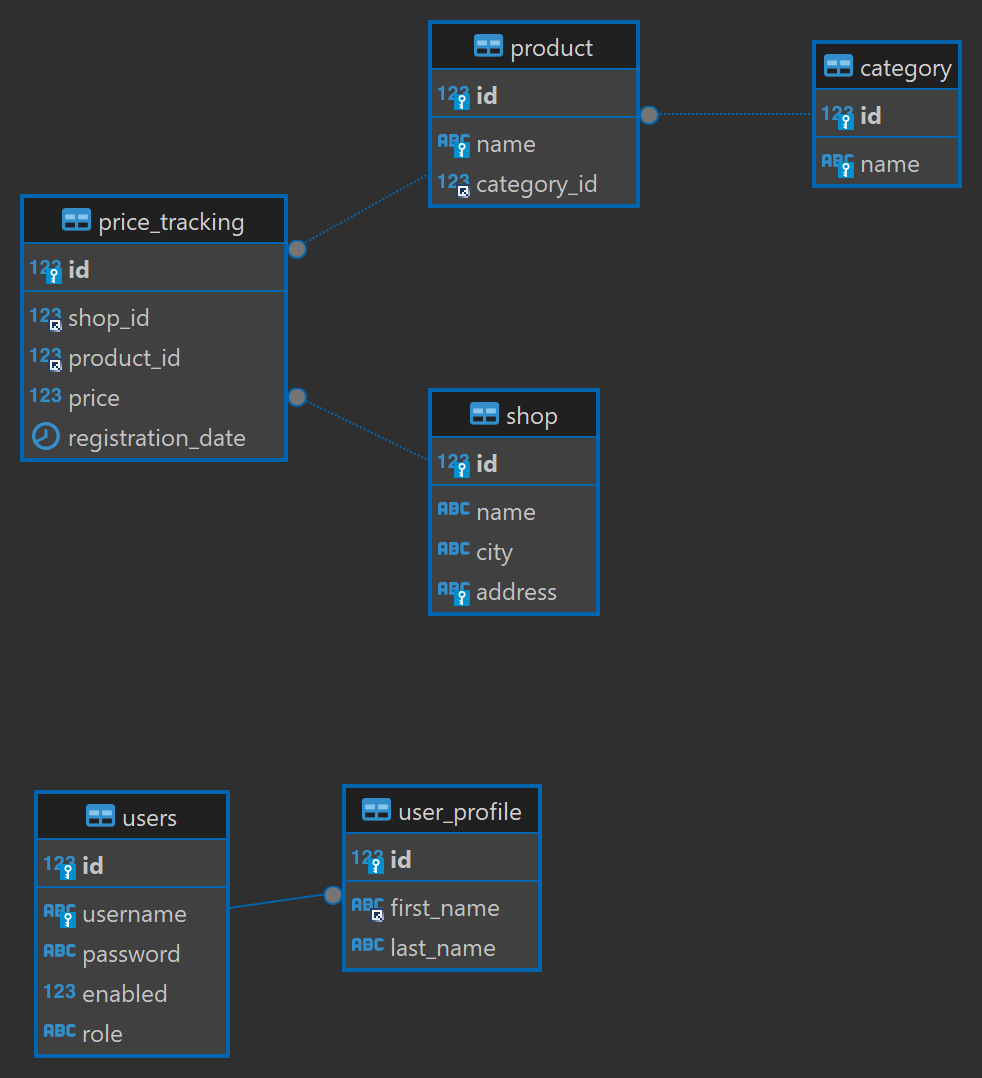 product
123 id
ABC name
123 category_id
category
123 id
ABC name
price_tracking
123 id
123 shop_id
123 product_id
123 price
registration_date
shop
123 id
ABC name
ABC city
ABC address
users
123 id
ABC username
ABC password
123 enabled
ABC role
user_profile
123 id
ABC first_name
ABC last_name